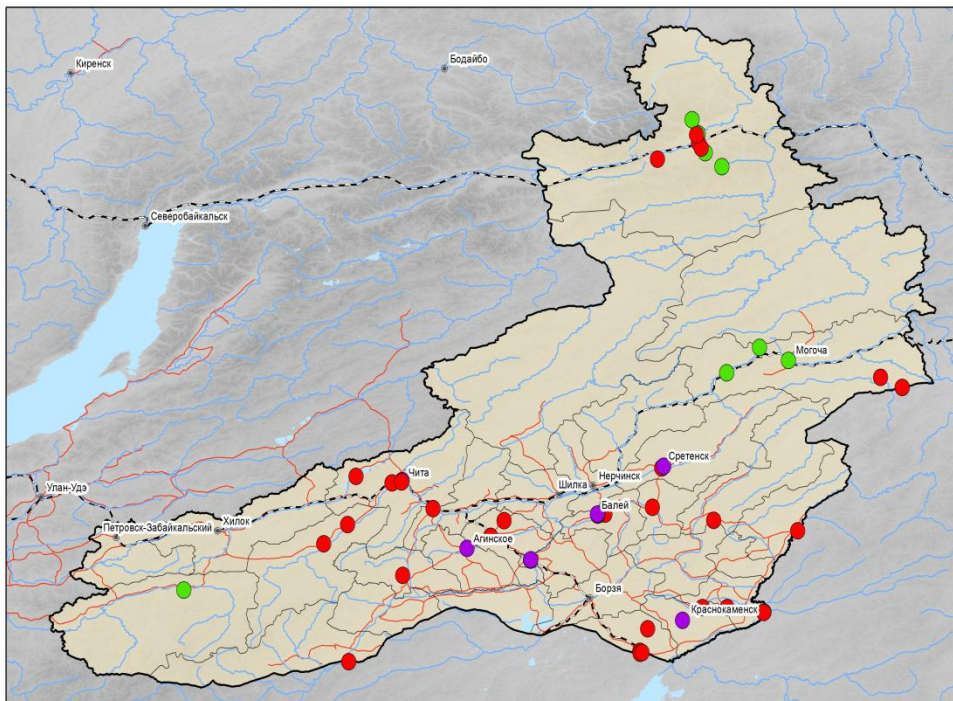 Киренск
Бодайбо
Северобайкальск
Могоча
Улан-Удэ
Чита
Сретенск
Нерчинск
Шилка
Балей
Петровск-Забайкальский
Хилок
Агинское
Борзя
Краснокаменск